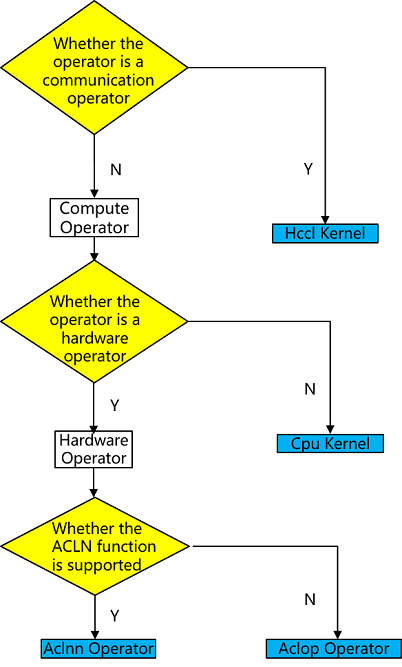 Whether the
operator is a
communication
operator
N
Y
Compute
Operator
Hccl Kernel
Whether the
operator is a
hardware
operator
Y
N
Hardware
Operator
Cpu Kernel
Whether the
ACLN function
is supported
Y
N
Aclnn Operator
Aclop Operator